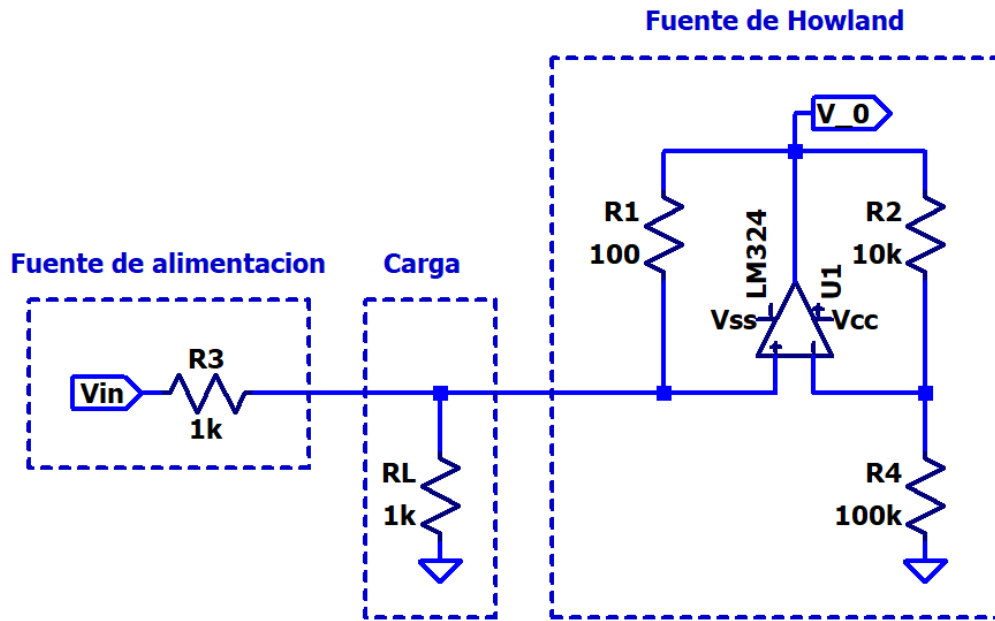 Fuente de Howland
V_0
R1
100
R2
10k
LM324
U1
Vss
Vcc
Fuente de alimentacion
Carga
R3
Vin
1k
RL
1k
R4
100k